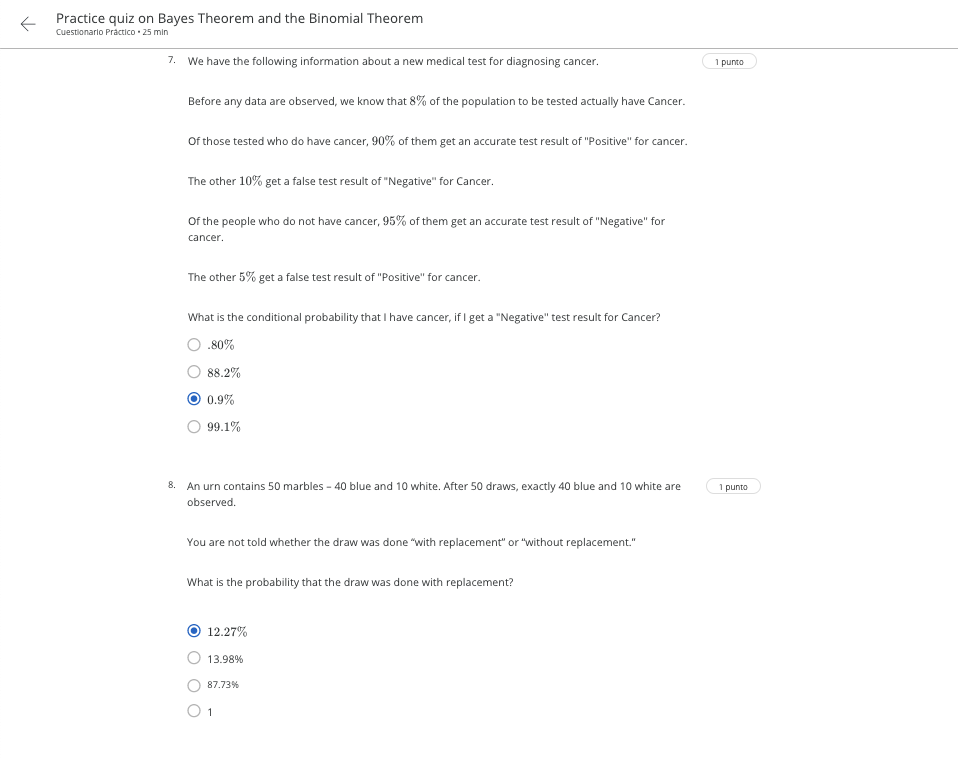 Practice quiz on Bayes Theorem and the Binomial Theorem
Cuestionario Práctico • 25 min
7. We have the following information about a new medical test for diagnosing cancer. 1 punto
Before any data are observed, we know that 8% of the population to be tested actually have Cancer.
Of those tested who do have cancer, 90% of them get an accurate test result of "Positive" for cancer.
The other 10% get a false test result of "Negative" for Cancer.
Of the people who do not have cancer, 95% of them get an accurate test result of "Negative" for
cancer.
The other 5% get a false test result of "Positive" for cancer.
What is the conditional probability that I have cancer, if I get a "Negative" test result for Cancer?
.80%
88.2%
0.9%
99.1%
8. An urn contains 50 marbles – 40 blue and 10 white. After 50 draws, exactly 40 blue and 10 white are 1 punto
observed.
You are not told whether the draw was done “with replacement” or “without replacement.”
What is the probability that the draw was done with replacement?
12.27%
13.98%
87.73%
1